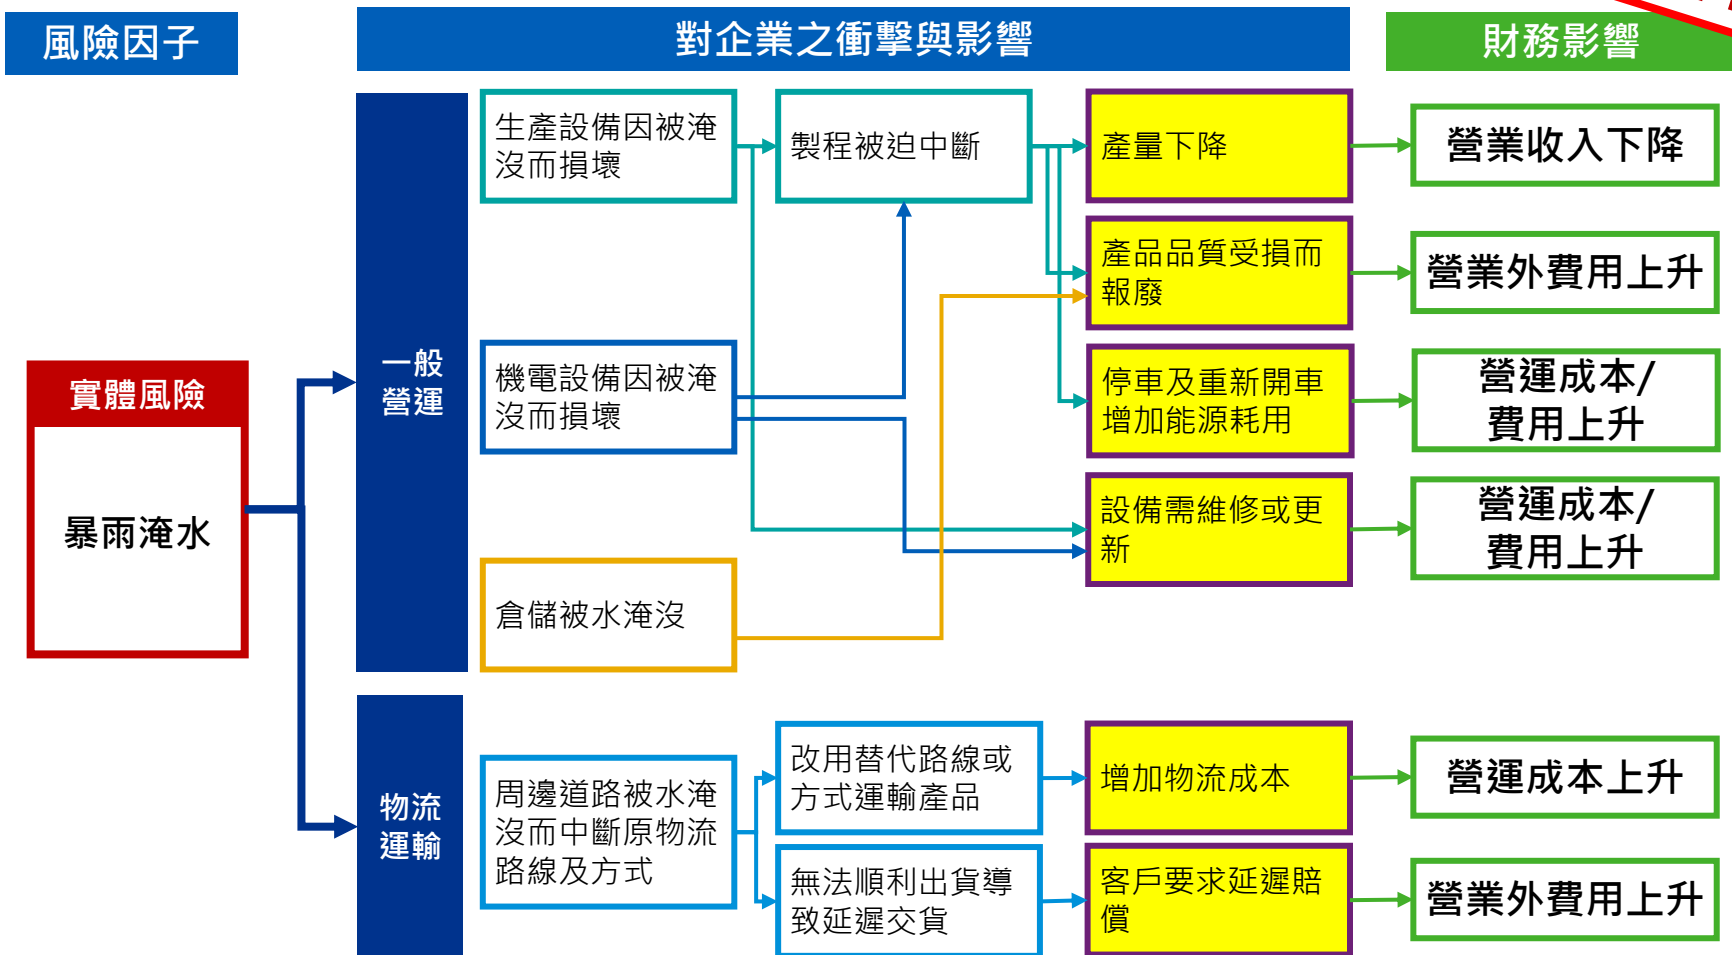 風險因子
對企業之衝擊與影響
財務影響
實體風險
暴雨淹水
一般
營運
生產設備因被淹
沒而損壞
製程被迫中斷
產量下降
營業收入下降
產品品質受損而
報廢
營業外費用上升
機電設備因被淹
沒而損壞
停車及重新開車
增加能源耗用
營運成本/
費用上升
設備需維修或更
新
營運成本/
費用上升
倉儲被水淹沒
物流
運輸
周邊道路被水淹
沒而中斷原物流
路線及方式
改用替代路線或
方式運輸產品
增加物流成本
營運成本上升
無法順利出貨導
致延遲交貨
客戶要求延遲賠
償
營業外費用上升